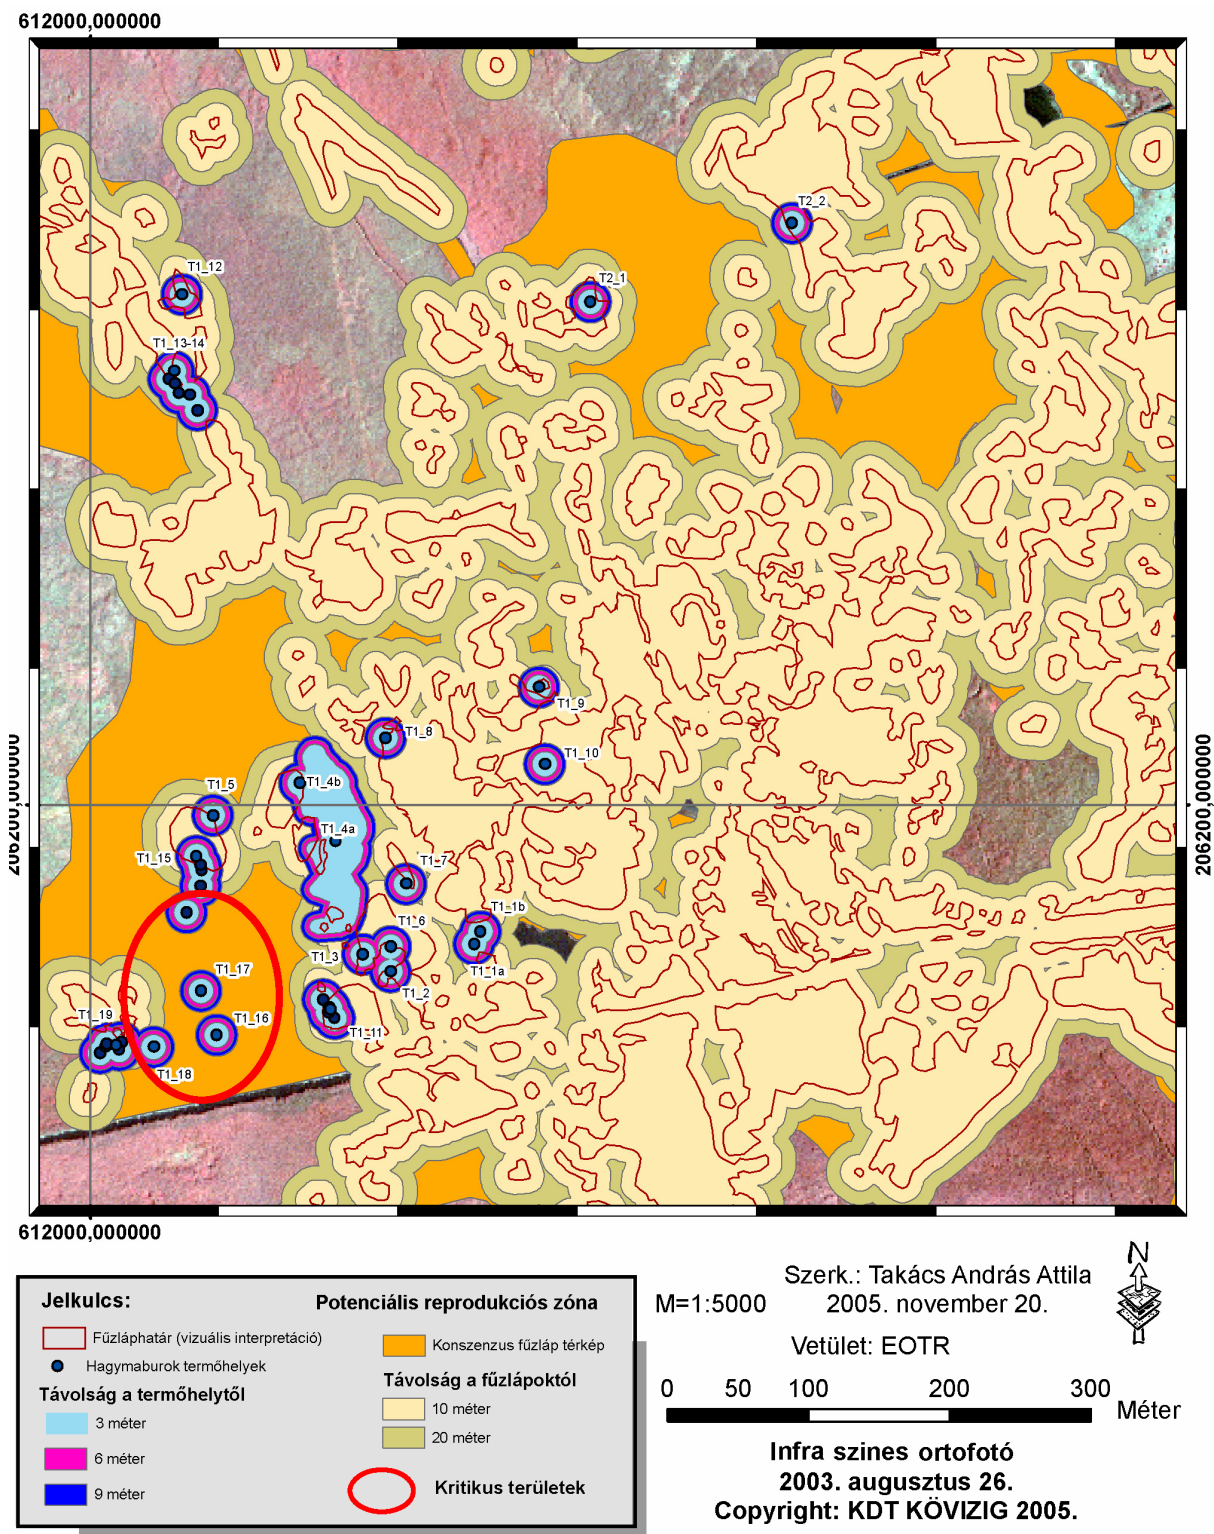 612000,000000
T2_2
T1_12
T2_1
T1_13-14
T1_9
T1_8
T1_10
T1_4b
T1_5
206200,000000
206200,000000
T1_4a
T1_15
T1_7
T1_1b
T1_6
T1_3
T1_1a
T1_17
T1_2
T1_19
T1_16
T1_11
T1_18
612000,000000
Jelkulcs:
Fűzláphatár (vizuális interpretáció)
Hagymaburok termőhelyek
Távolság a termőhelytől
3 méter
6 méter
9 méter
Potenciális reprodukciós zóna
Konszenzus fűzláp térkép
Távolság a fűzlápoktól
10 méter
20 méter
Kritikus területek
Szerk.: Takács András Attila
M=1:5000 2005. november 20.
Vetület: EOTR
N
0 50 100 200 300
Méter
Infra szines ortofotó
2003. augusztus 26.
Copyright: KDT KÖVIZIG 2005.